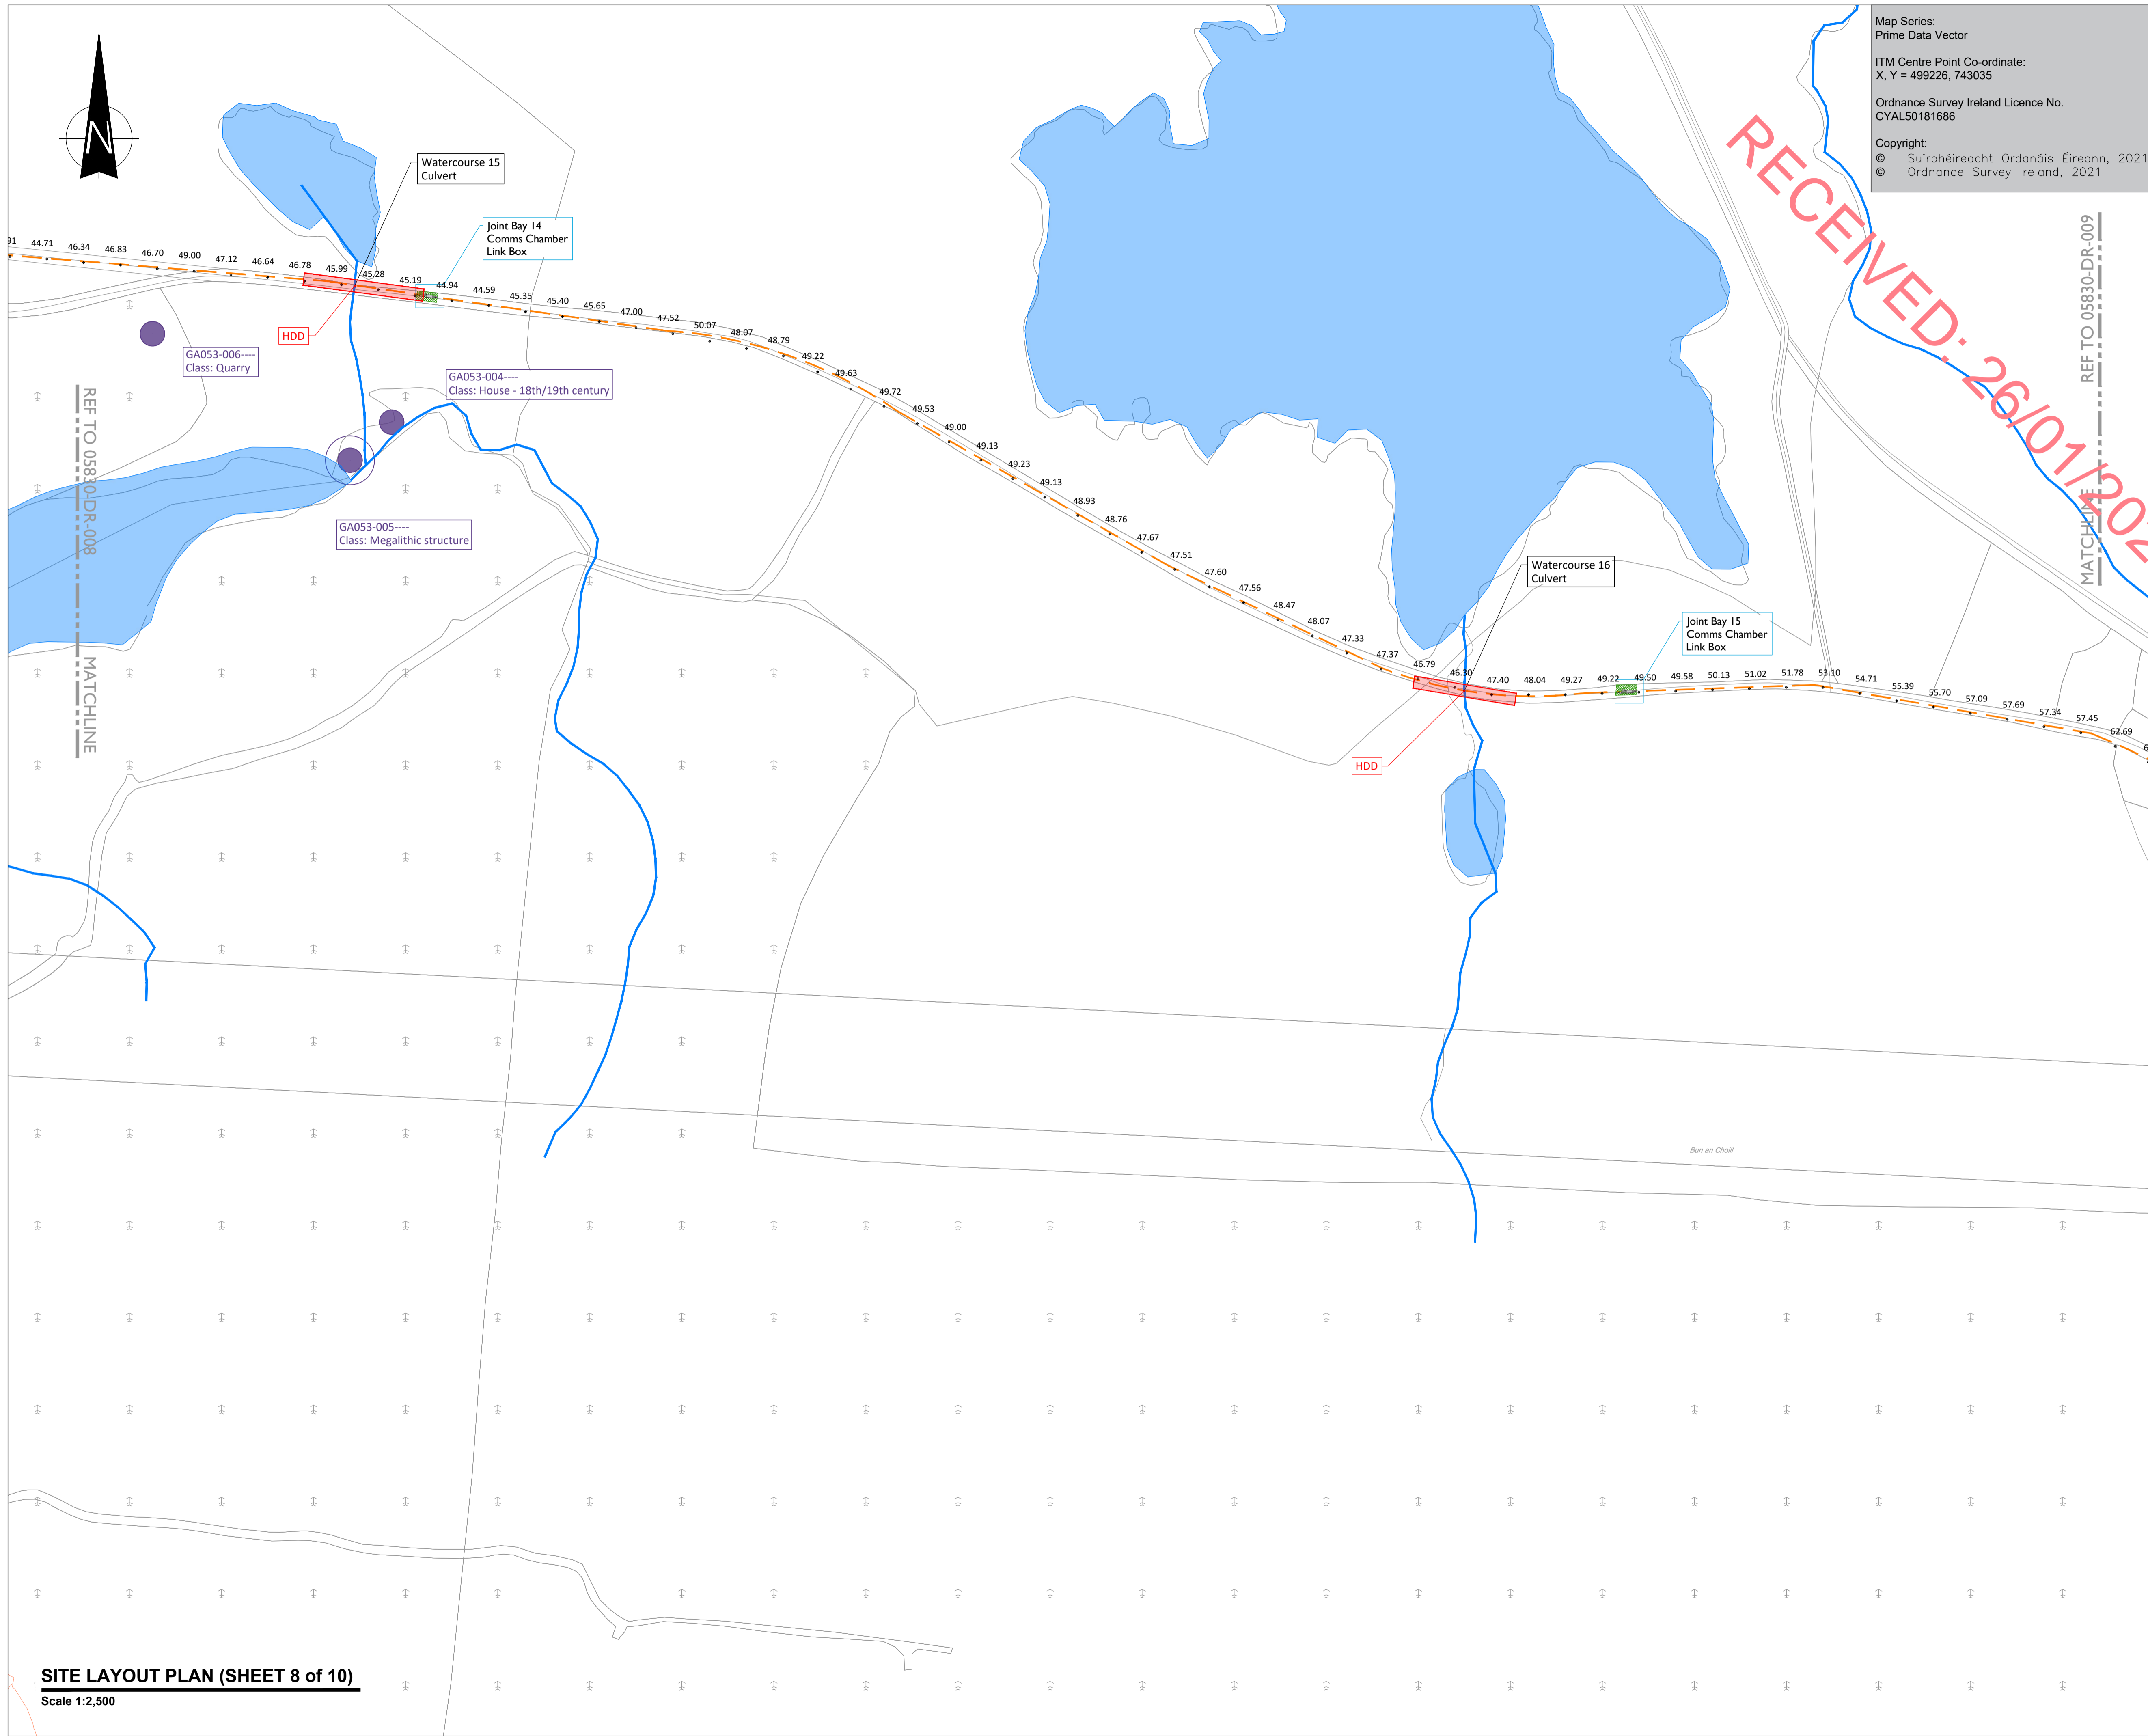 Map Series:
Prime Data Vector
ITM Centre Point Co-ordinate:
X, Y = 499226, 743035
Ordnance Survey Ireland Licence No.
CYAL50181686
Copyright:
© Suirbhéireacht Ordanáis Éireann, 2021
© Ordnance Survey Ireland, 2021
RECEIVED: 26/01/202
N
Watercourse 15
Culvert
Joint Bay 14
Comms Chamber
Link Box
91 44.71 46.34 46.83 46.70 49.00 47.12 46.64 46.78 45.99 45.28 45.19 44.94 44.59 45.35 45.40 45.65 47.00 47.52 50.07 48.07 48.79 49.22 49.63 49.72 49.53 49.00 49.13 49.23 49.13 48.93 48.76 47.67 47.51 47.60 47.56 48.47 48.07 47.33 47.37 46.79 46.30 47.40 48.04 49.27 49.22 49.50 49.58 50.13 51.02 51.78 53.10 54.71 55.39 55.70 57.09 57.69 57.34 57.45 62.69 6
HDD
GA053-006----
Class: Quarry
GA053-004----
Class: House - 18th/19th century
GA053-005----
Class: Megalithic structure
REF TO 05830-DR-008
MATCHLINE
REF TO 05830-DR-009
MATCHLINE
Watercourse 16
Culvert
Joint Bay 15
Comms Chamber
Link Box
HDD
Bun an Choill
SITE LAYOUT PLAN (SHEET 8 of 10)
Scale 1:2,500